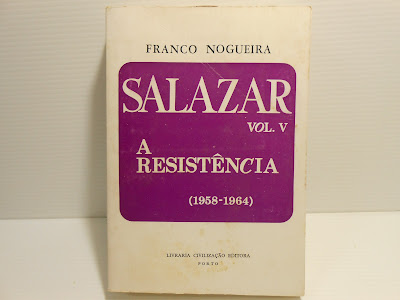 FRANCO NOGUEIRA
SALAZAR
VOL. V
A
RESISTÊNCIA
(1958-1964)
LIVRARIA CIVILIZAÇÃO EDITORA
PORTO